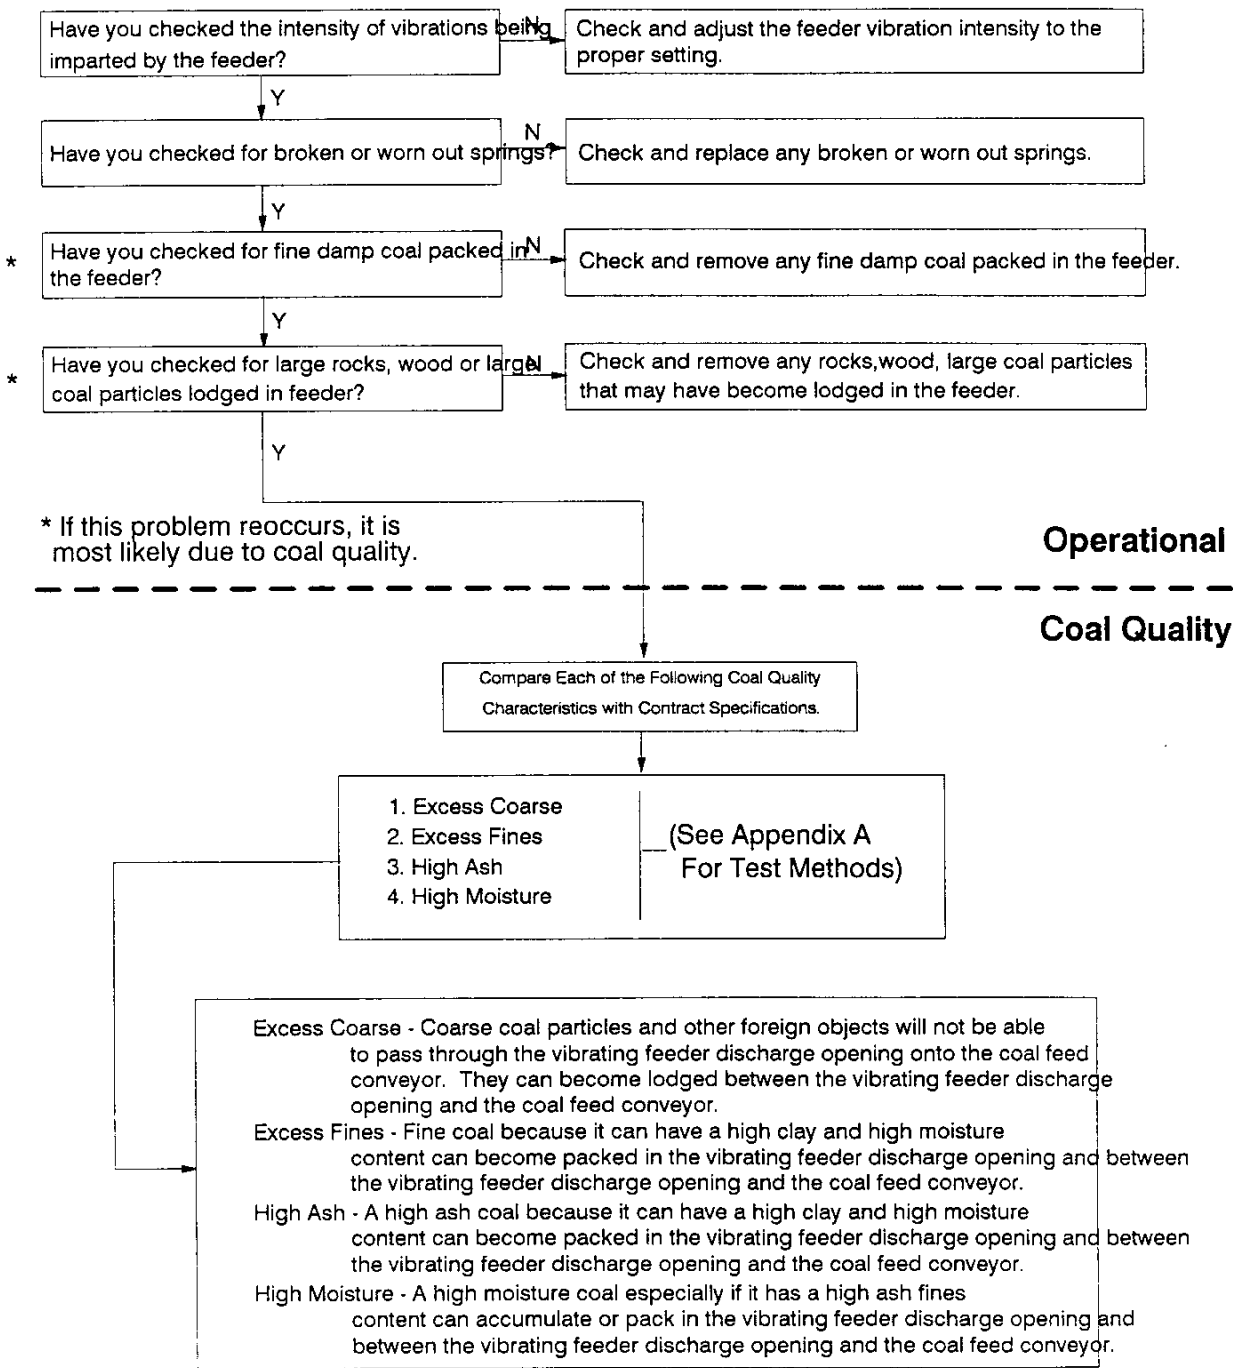 Have you checked the intensity of vibrations being
imparted by the feeder?
N
Check and adjust the feeder vibration intensity to the
proper setting.
Y
Have you checked for broken or worn out springs?
N
Check and replace any broken or worn out springs.
Y
*
Have you checked for fine damp coal packed in
the feeder?
N
Check and remove any fine damp coal packed in the feeder.
Y
*
Have you checked for large rocks, wood or large
coal particles lodged in feeder?
N
Check and remove any rocks,wood, large coal particles
that may have become lodged in the feeder.
Y
* If this problem reoccurs, it is
most likely due to coal quality.
Operational
Coal Quality
Compare Each of the Following Coal Quality
Characteristics with Contract Specifications.
1. Excess Coarse
2. Excess Fines
3. High Ash
4. High Moisture
(See Appendix A
For Test Methods)
Excess Coarse - Coarse coal particles and other foreign objects will not be able
to pass through the vibrating feeder discharge opening onto the coal feed
conveyor. They can become lodged between the vibrating feeder discharge
opening and the coal feed conveyor.
Excess Fines - Fine coal because it can have a high clay and high moisture
content can become packed in the vibrating feeder discharge opening and between
the vibrating feeder discharge opening and the coal feed conveyor.
High Ash - A high ash coal because it can have a high clay and high moisture
content can become packed in the vibrating feeder discharge opening and between
the vibrating feeder discharge opening and the coal feed conveyor.
High Moisture - A high moisture coal especially if it has a high ash fines
content can accumulate or pack in the vibrating feeder discharge opening and
between the vibrating feeder discharge opening and the coal feed conveyor.